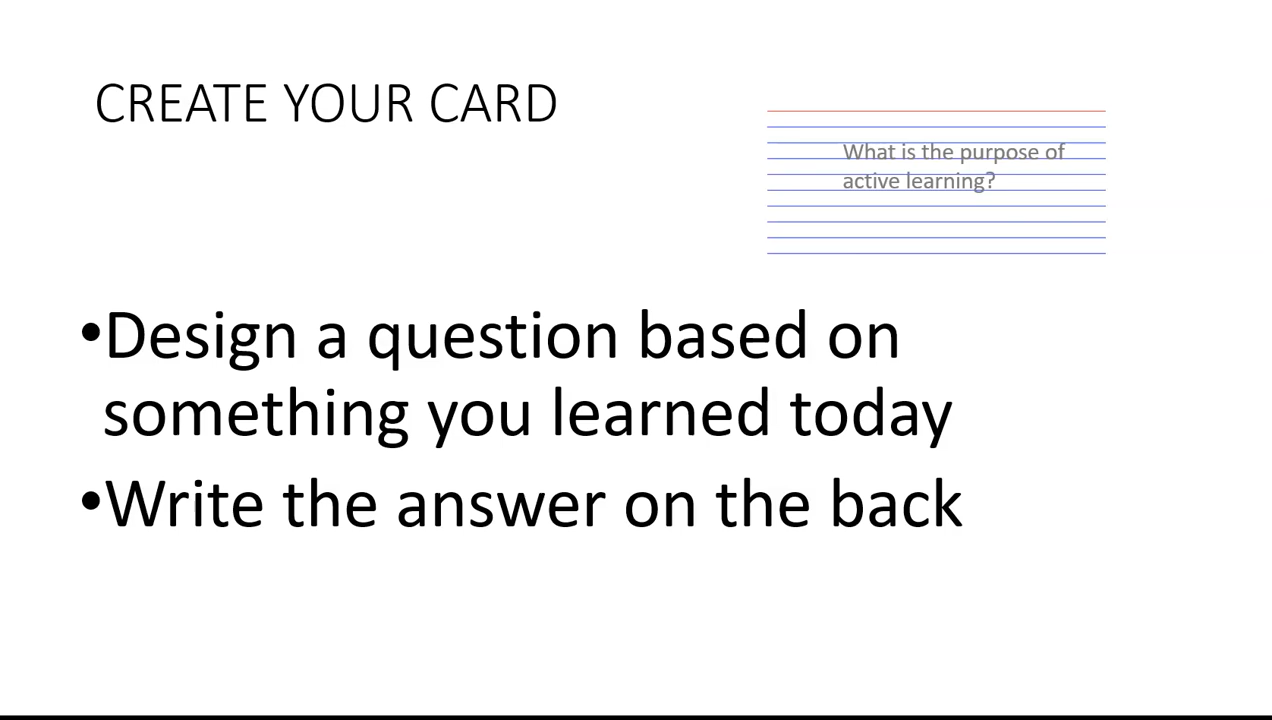 CREATE YOUR CARD
What is the purpose of
active learning?
•Design a question based on
something you learned today
•Write the answer on the back